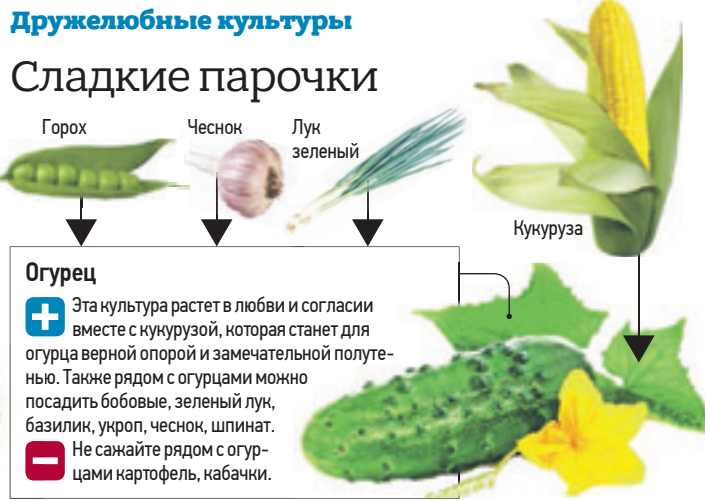 Дружелюбные культуры
Сладкие парочки
Горох
Чеснок
Лук
зеленый
Кукуруза
Огурец
Эта культура растет в любви и согласии
вместе с кукурузой, которая станет для
огурца верной опорой и замечательной полуте-
нью. Также рядом с огурцами можно
посадить бобовые, зеленый лук,
базилик, укроп, чеснок, шпинат.
Не сажайте рядом с огур-
цами картофель, кабачки.